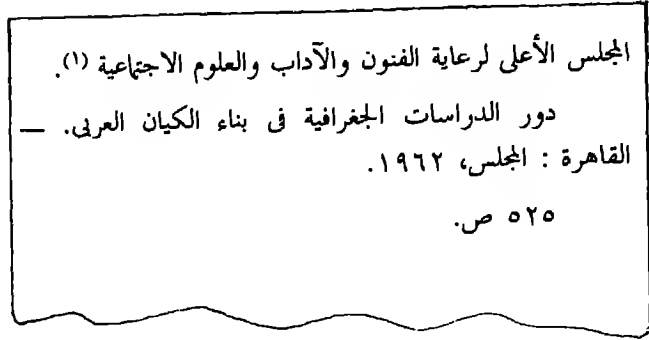 المجلس الأعلى لرعاية الفنون والآداب والعلوم الاجتماعية (١).
دور الدراسات الجغرافية فى بناء الكيان العربى. —
القاهرة : المجلس، ١٩٦٢.
٥٢٥ ص.